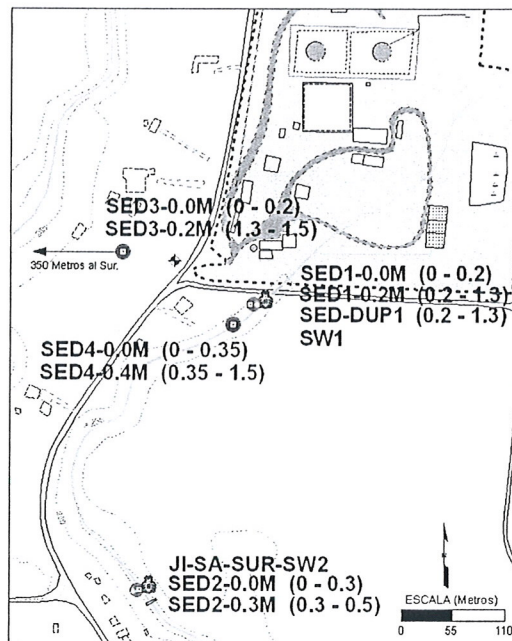 SED3-0.0M (0 - 0.2)
SED3-0.2M (1.3 - 1.5)
350 Metros al Sur.
SED1-0.0M (0 - 0.2)
SED1-0.2M (0.2 - 1.3)
SED-DUP1 (0.2 - 1.3)
SW1
SED4-0.0M (0 - 0.35)
SED4-0.4M (0.35 - 1.5)
JI-SA-SUR-SW2
SED2-0.0M (0 - 0.3)
SED2-0.3M (0.3 - 0.5)
ESCALA (Metros)
0 55 110